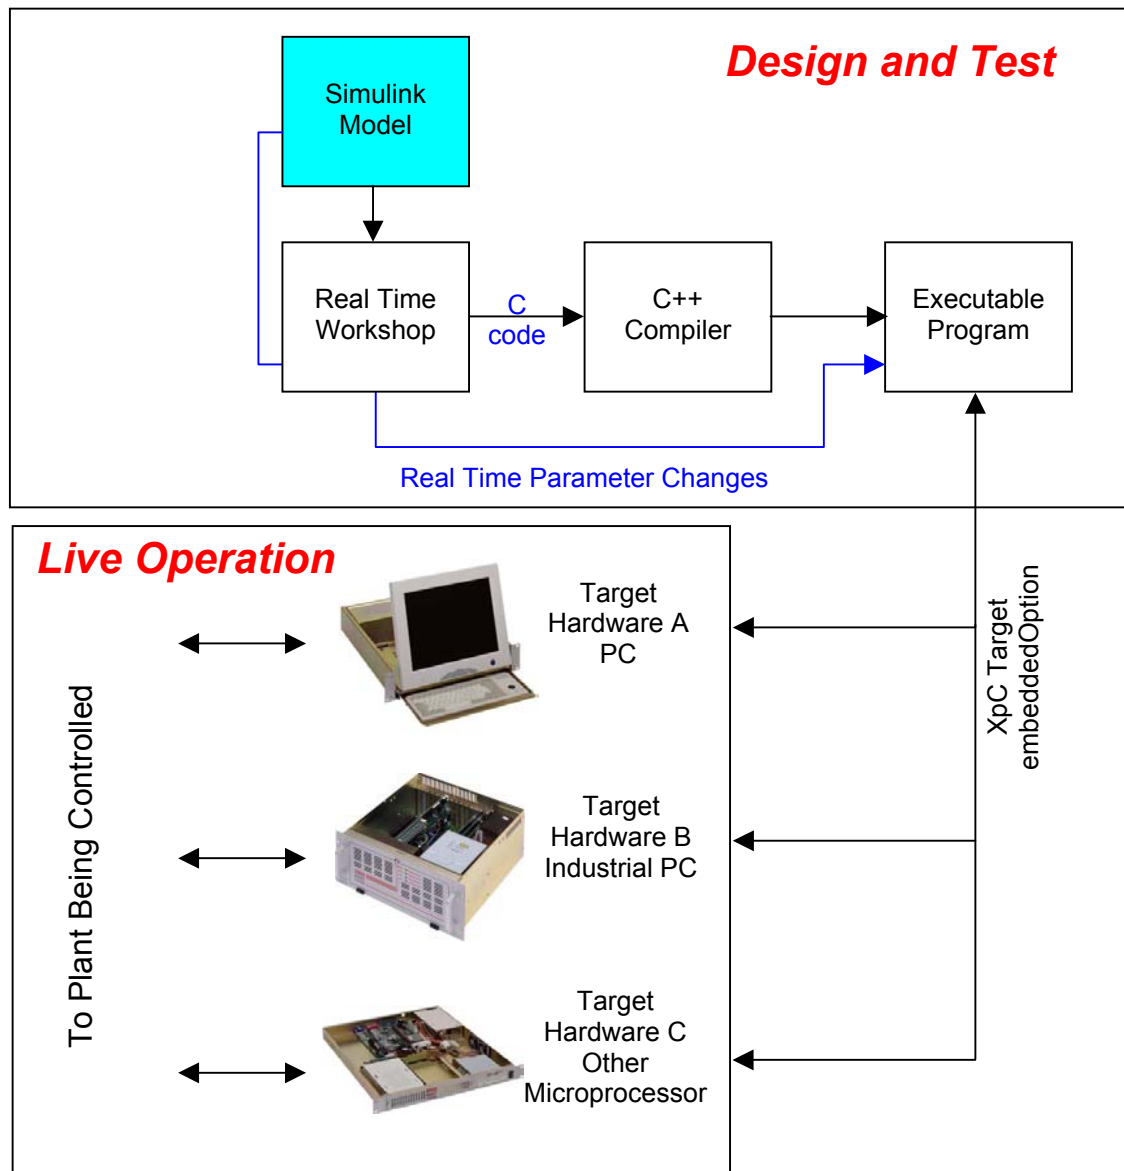 Design and Test
Simulink
Model
Real Time
Workshop
C
code
C++
Compiler
Executable
Program
Real Time Parameter Changes
Live Operation
Target
Hardware A
PC
XpC Target
embeddedOption
To Plant Being Controlled
Target
Hardware B
Industrial PC
Target
Hardware C
Other
Microprocessor